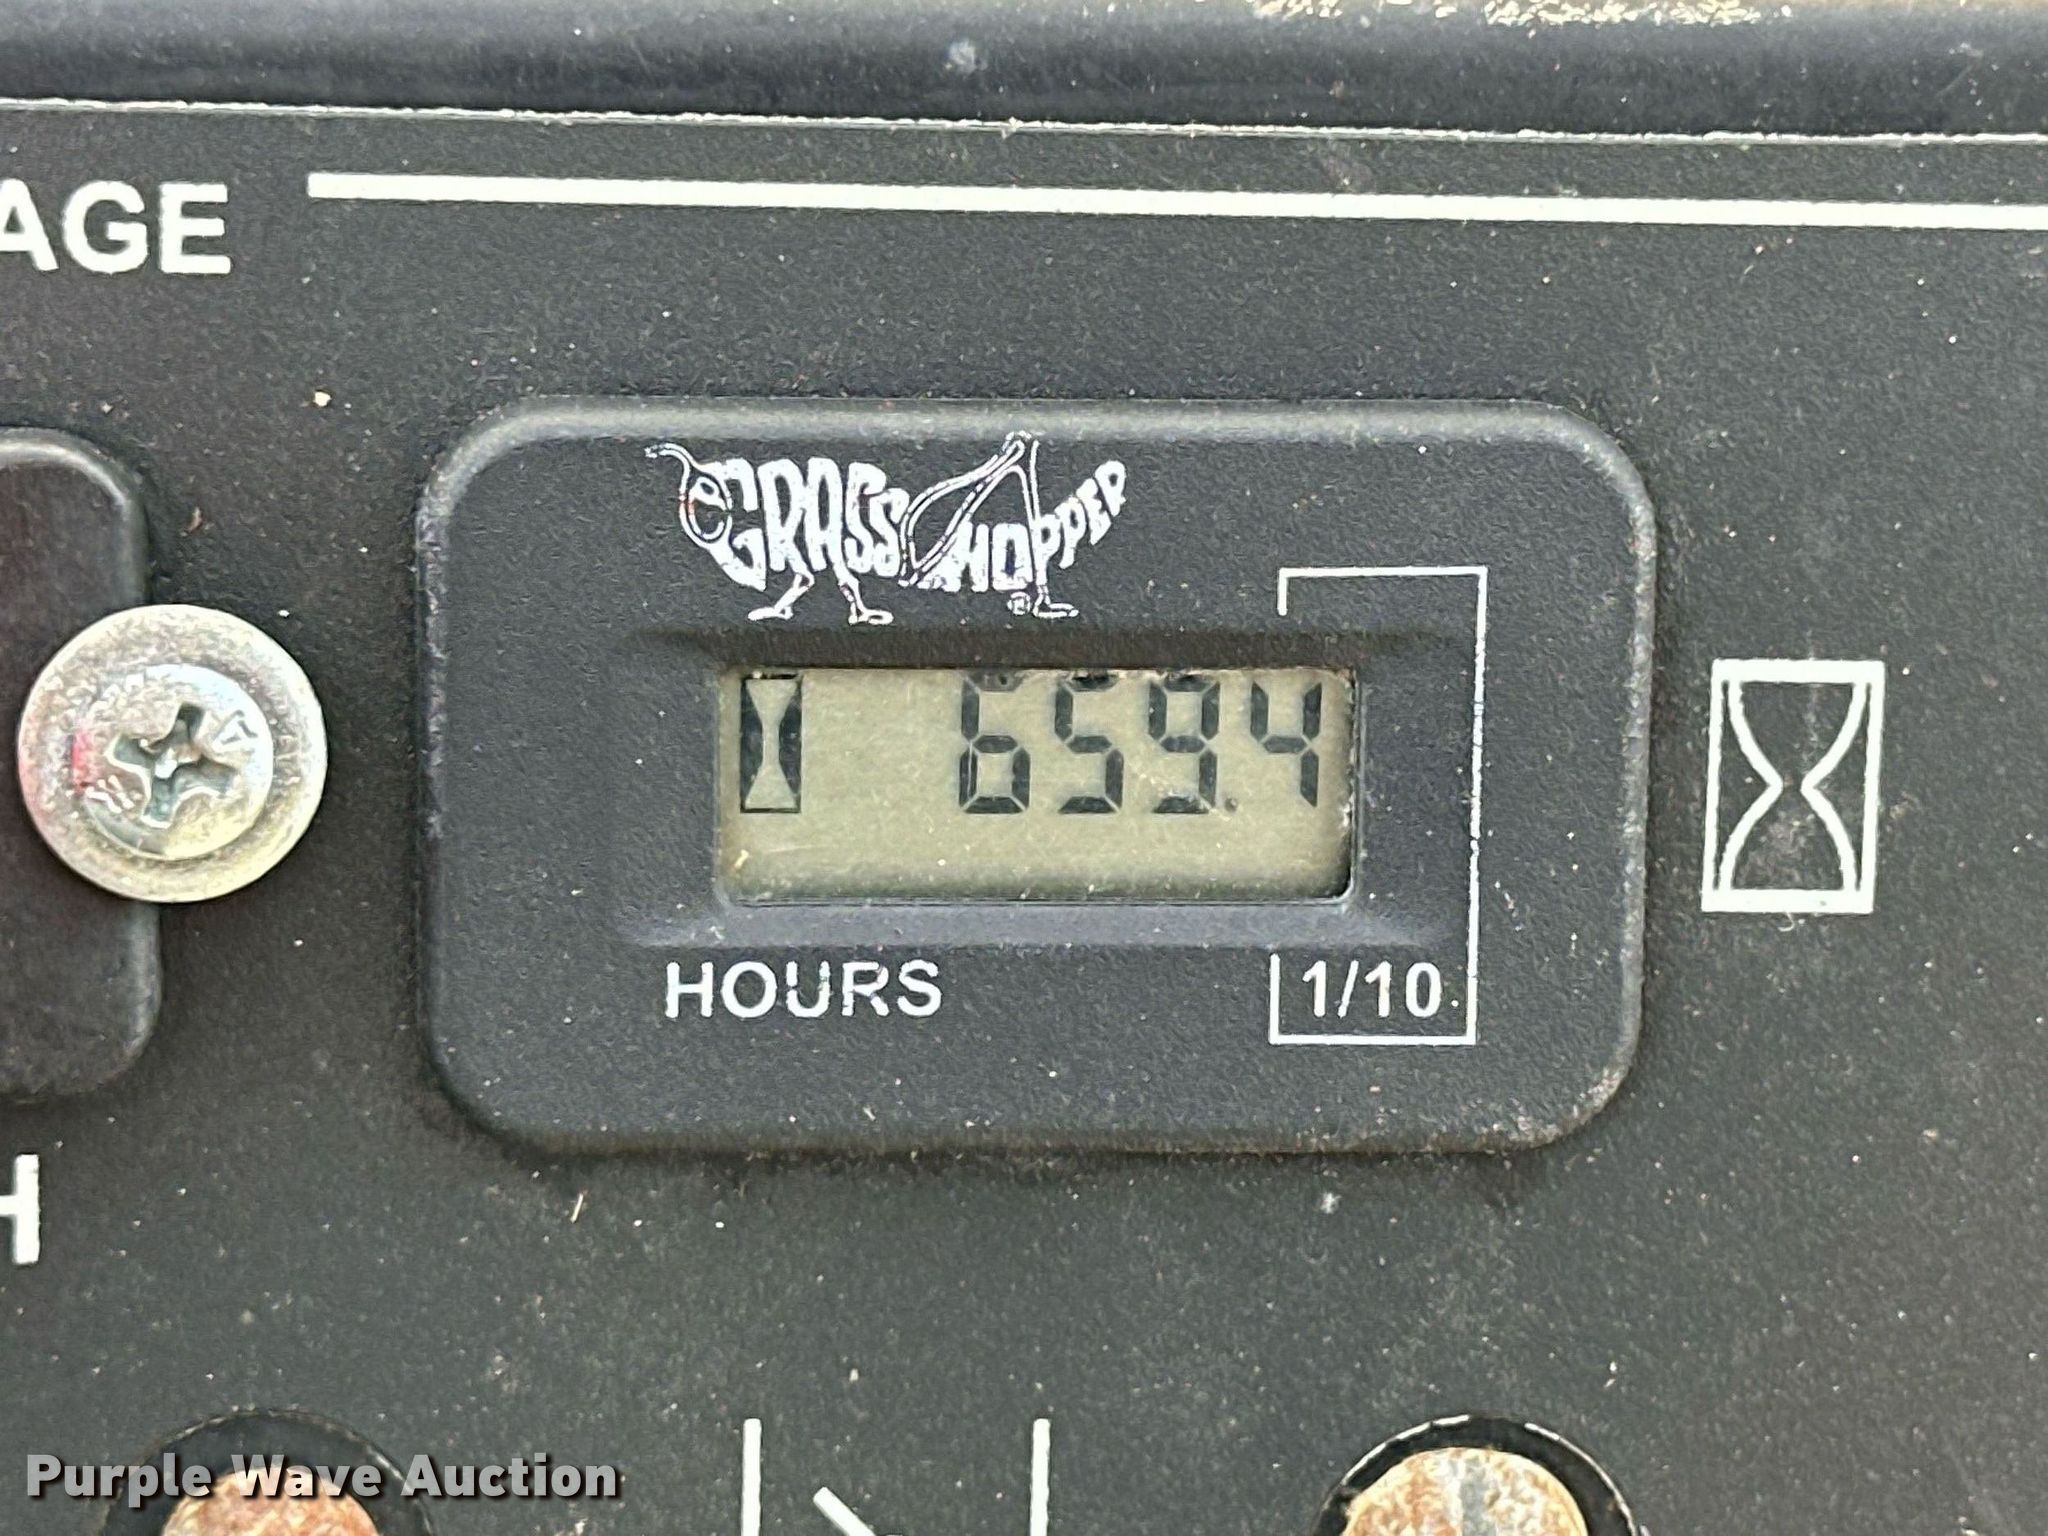 AGE
GRASSHOPPER
®
659.4
HOURS
1/10
H
Purple Wave Auction